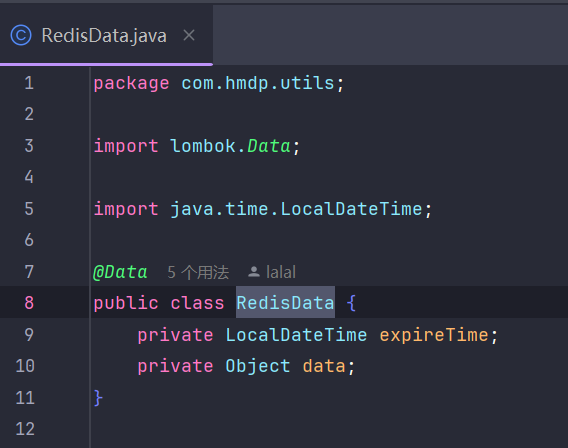 RedisData.java
1 package com.hmdp.utils;
2
3 import lombok.Data;
4
5 import java.time.LocalDateTime;
6
7 @Data 5 个用法 lalal
8 public class RedisData {
9 private LocalDateTime expireTime;
10 private Object data;
11 }
12